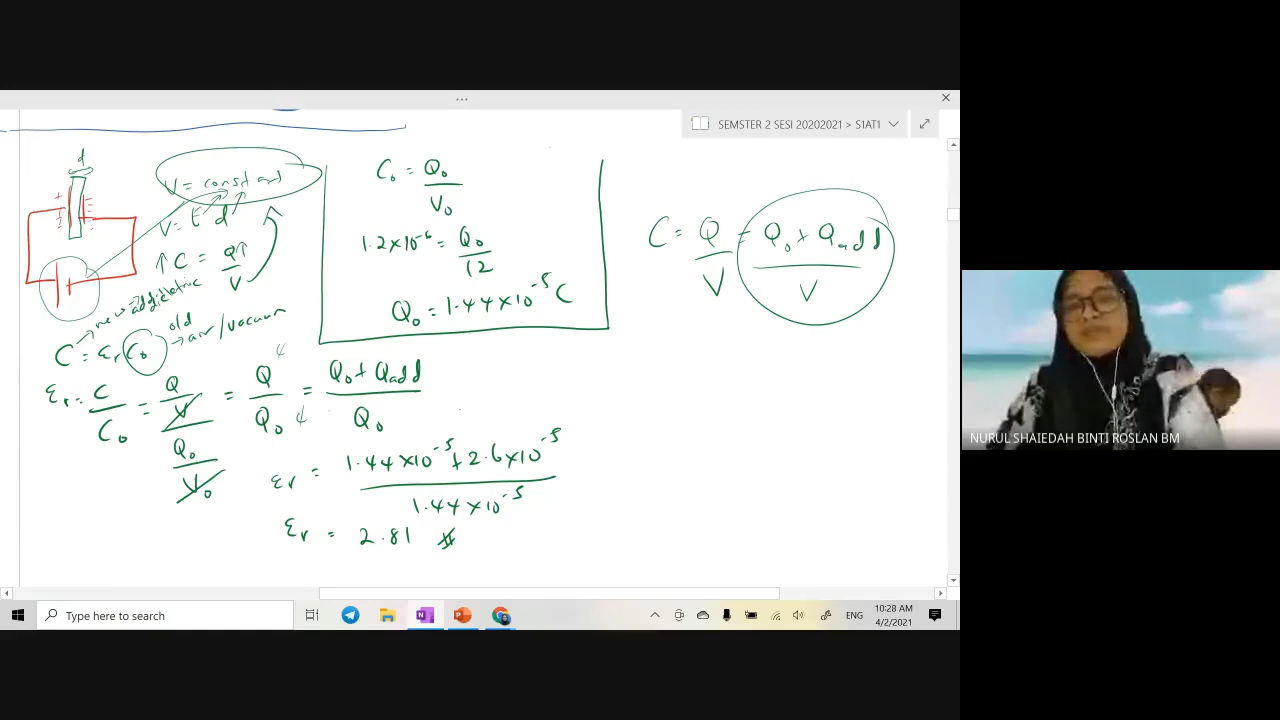 SEMSTER 2 SESI 20202021 > S1AT1
d
V = constant
V = E d
↑ C = Q↑
V
C = εr C0
new → add dielectric
old → air/vacuum
εr = C = Q = Q = Q0 + Qadd
C0 V Q0 Q0
Q0
V0
εr = 1.44 × 10^-5 + 2.6 × 10^-5
1.44 × 10^-5
εr = 2.81
C0 = Q0
V0
1.2 × 10^-6 = Q0
12
Q0 = 1.44 × 10^-5 C
C = Q = Q0 + Qadd
V V
NURUL SHAIEDAH BINTI ROSLAN BM
Type here to search
ENG
10:28 AM
4/2/2021